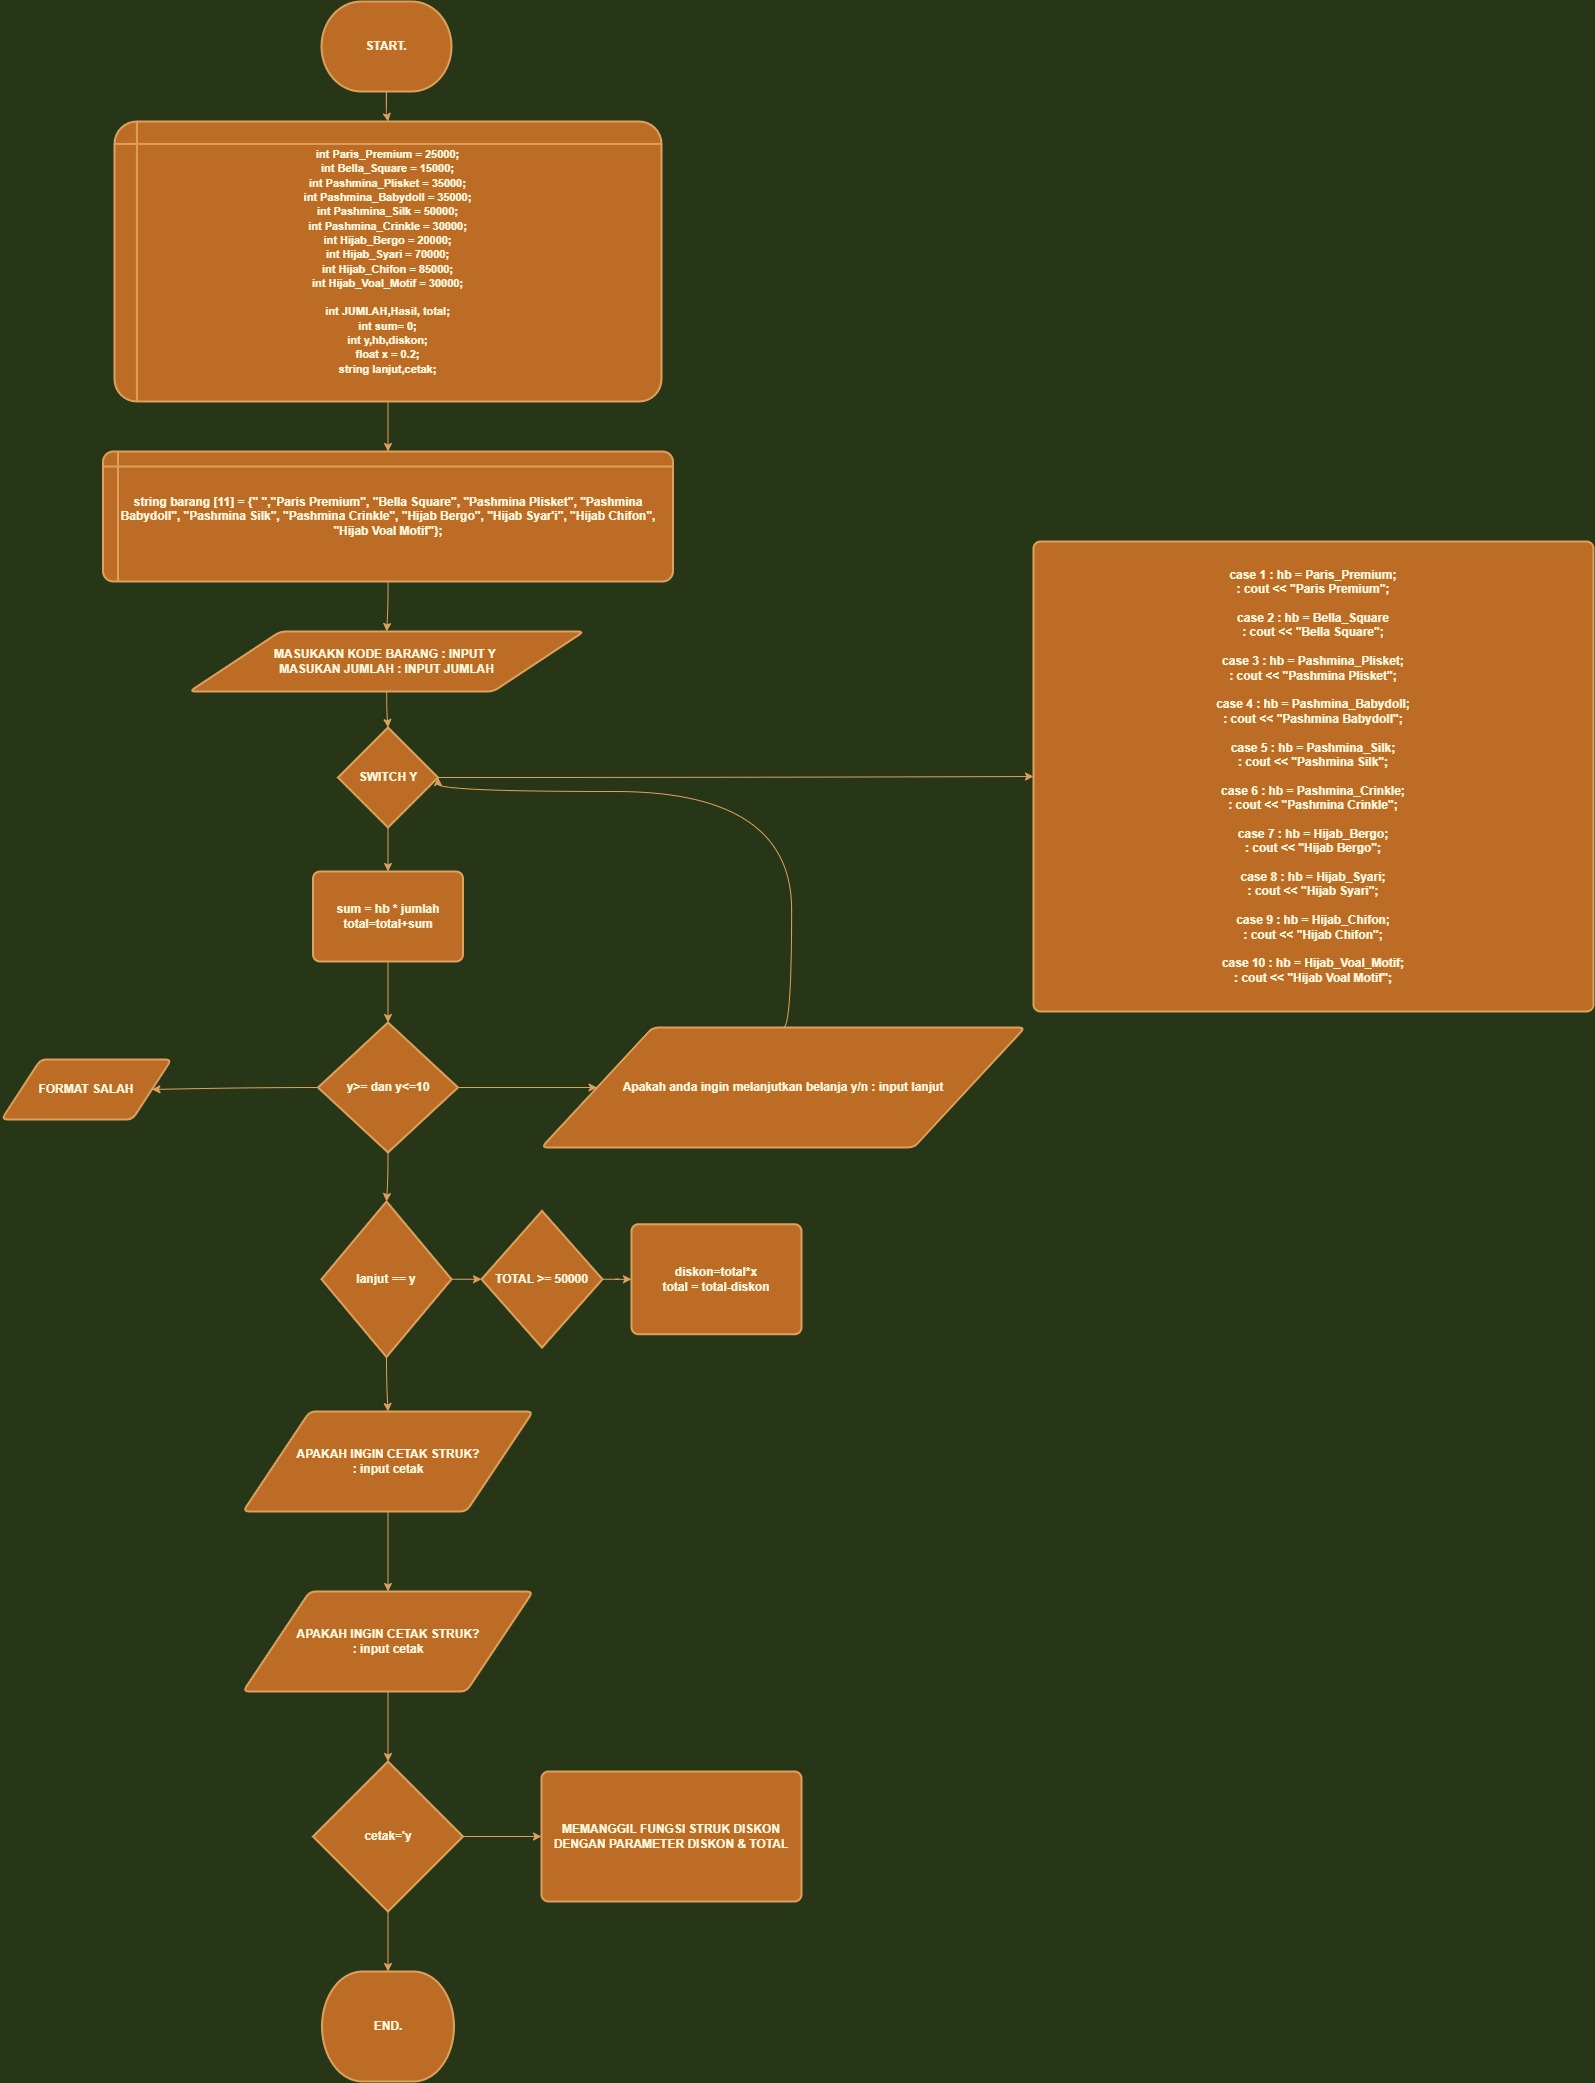 START.
int Paris_Premium = 25000;
int Bella_Square = 15000;
int Pashmina_Plisket = 35000;
int Pashmina_Babydoll = 35000;
int Pashmina_Silk = 50000;
int Pashmina_Crinkle = 30000;
int Hijab_Bergo = 20000;
int Hijab_Syari = 70000;
int Hijab_Chifon = 85000;
int Hijab_Voal_Motif = 30000;
int JUMLAH,Hasil, total;
int sum= 0;
int y,hb,diskon;
float x = 0.2;
string lanjut,cetak;
string barang [11] = {" ","Paris Premium", "Bella Square", "Pashmina Plisket", "Pashmina
Babydoll", "Pashmina Silk", "Pashmina Crinkle", "Hijab Bergo", "Hijab Syar'i", "Hijab Chifon",
"Hijab Voal Motif"};
MASUKAKN KODE BARANG : INPUT Y
MASUKAN JUMLAH : INPUT JUMLAH
SWITCH Y
case 1 : hb = Paris_Premium;
: cout << "Paris Premium";
case 2 : hb = Bella_Square
: cout << "Bella Square";
case 3 : hb = Pashmina_Plisket;
: cout << "Pashmina Plisket";
case 4 : hb = Pashmina_Babydoll;
: cout << "Pashmina Babydoll";
case 5 : hb = Pashmina_Silk;
: cout << "Pashmina Silk";
case 6 : hb = Pashmina_Crinkle;
: cout << "Pashmina Crinkle";
case 7 : hb = Hijab_Bergo;
: cout << "Hijab Bergo";
case 8 : hb = Hijab_Syari;
: cout << "Hijab Syari";
case 9 : hb = Hijab_Chifon;
: cout << "Hijab Chifon";
case 10 : hb = Hijab_Voal_Motif;
: cout << "Hijab Voal Motif";
sum = hb * jumlah
total=total+sum
FORMAT SALAH
y>= dan y<=10
Apakah anda ingin melanjutkan belanja y/n : input lanjut
lanjut == y
TOTAL >= 50000
diskon=total*x
total = total-diskon
APAKAH INGIN CETAK STRUK?
: input cetak
APAKAH INGIN CETAK STRUK?
: input cetak
cetak='y
MEMANGGIL FUNGSI STRUK DISKON
DENGAN PARAMETER DISKON & TOTAL
END.